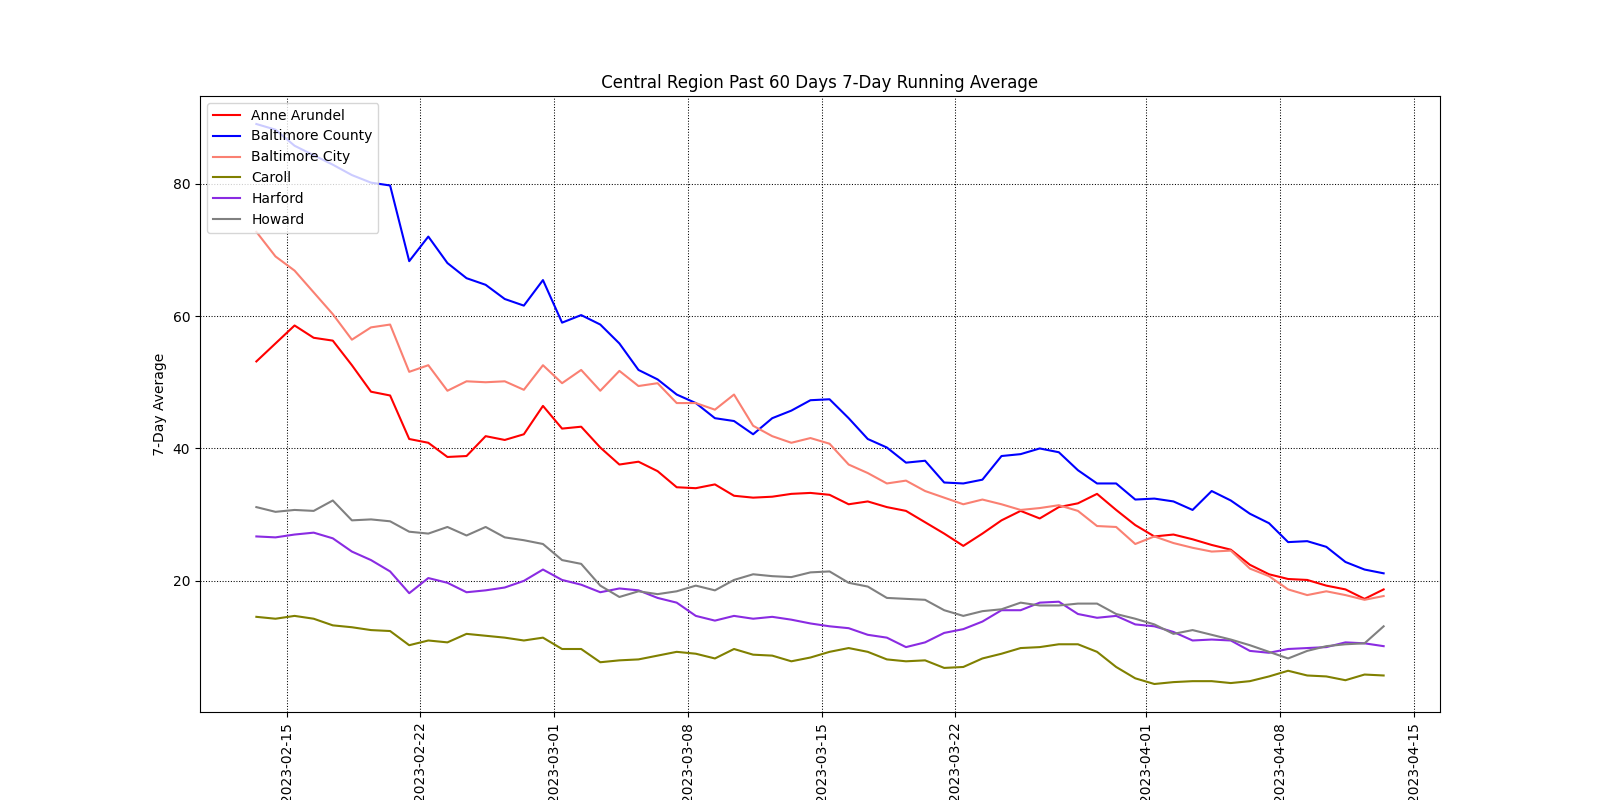 Central Region Past 60 Days 7-Day Running Average
Anne Arundel
Baltimore County
Baltimore City
Caroll
Harford
Howard
80
60
40
20
7-Day Average
2023-02-15
2023-02-22
2023-03-01
2023-03-08
2023-03-15
2023-03-22
2023-04-01
2023-04-08
2023-04-15